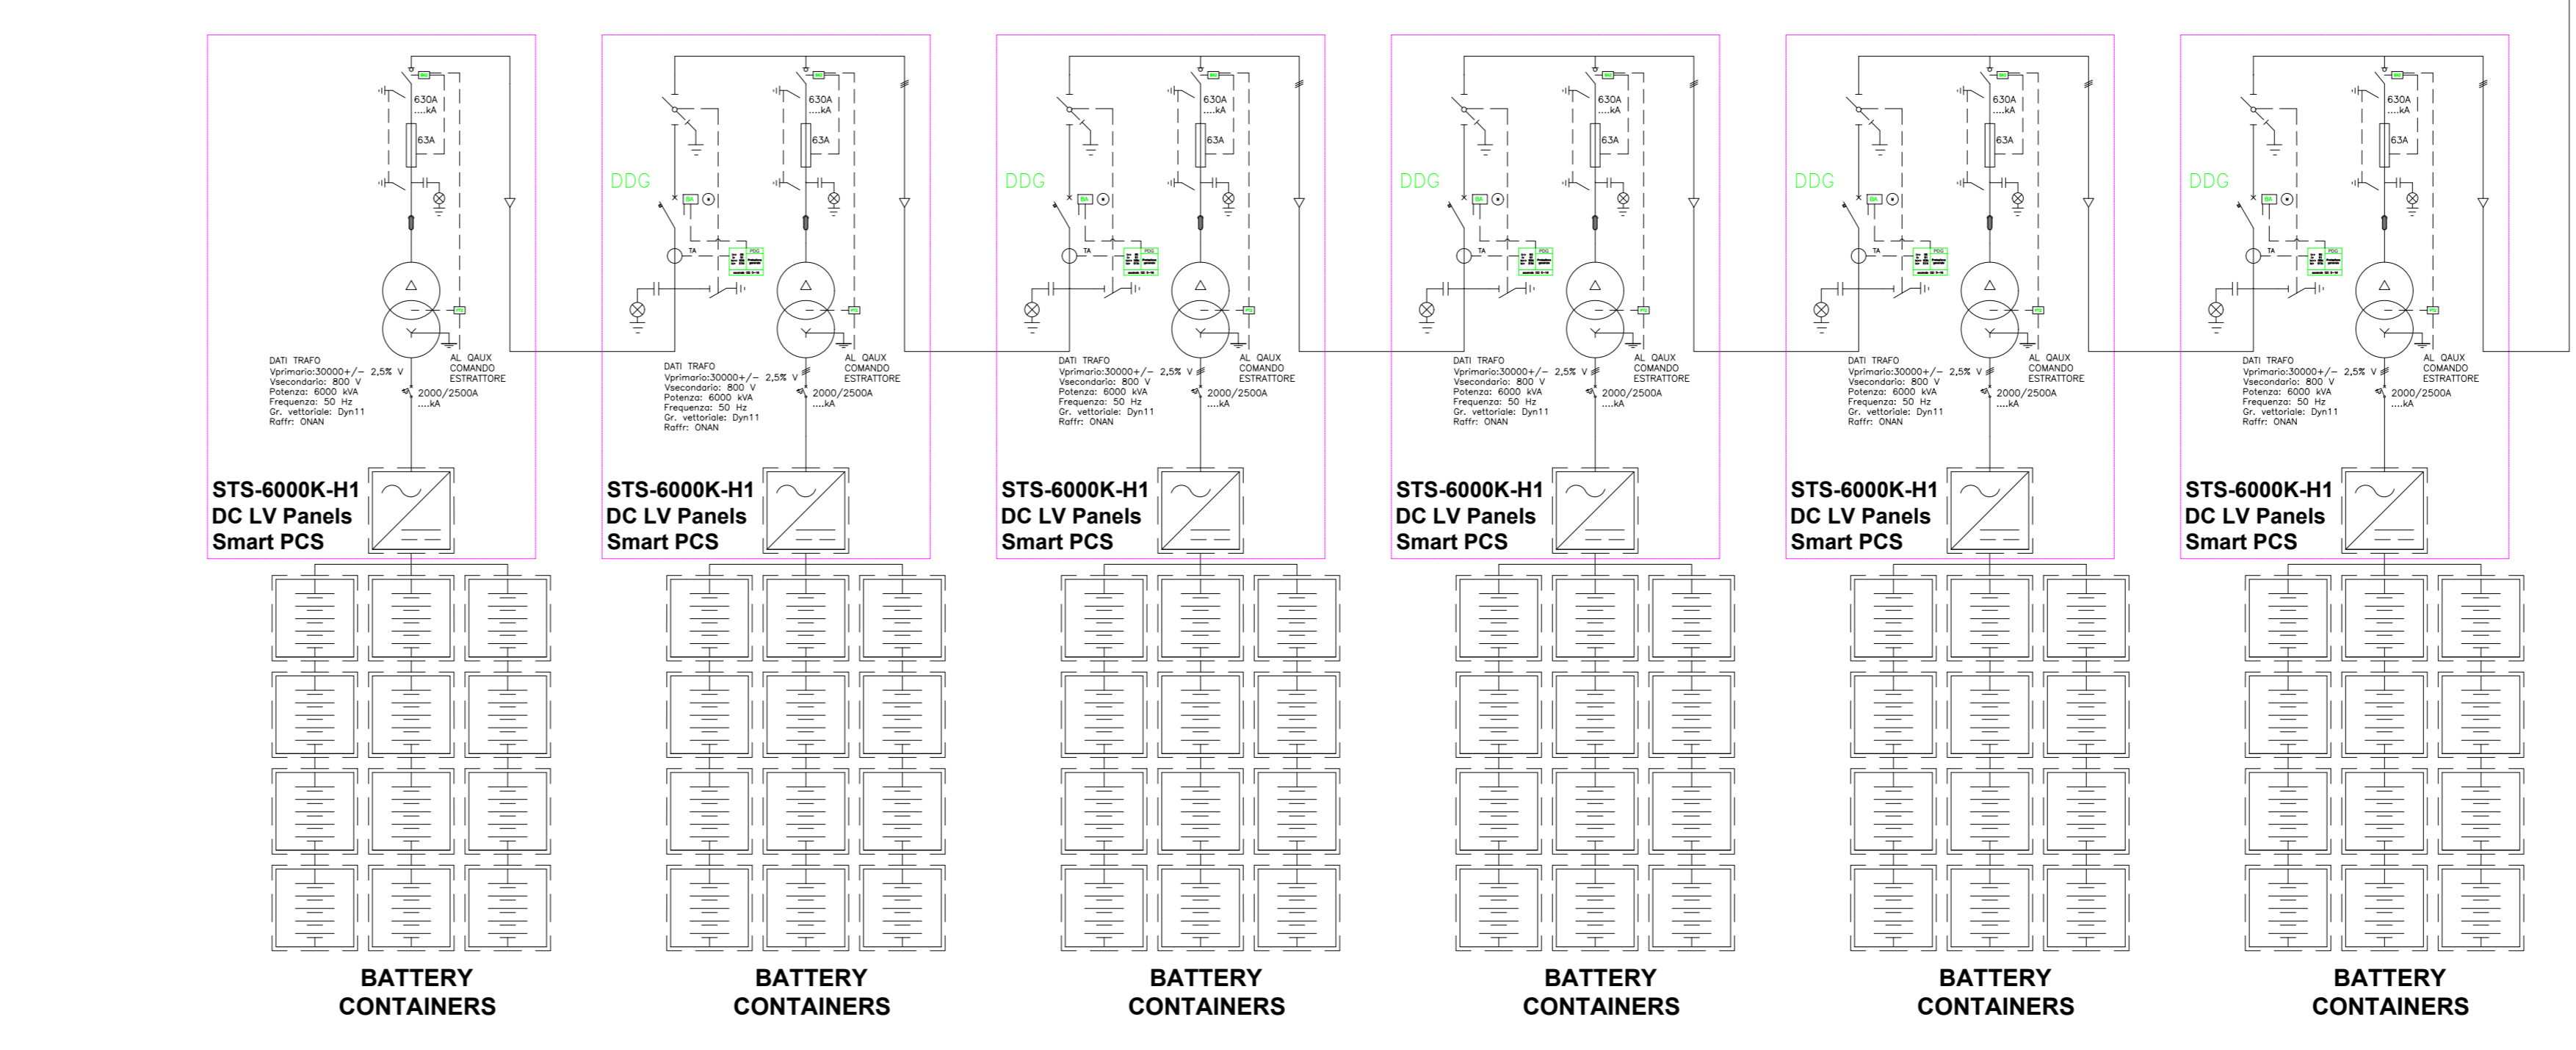 630A
....kA
63A
DATI TRAFO
Vprimario:30000+/- 2,5% V
Vsecondario: 800 V
Potenza: 6000 kVA
Frequenza: 50 Hz
Gr. vettoriale: Dyn11
Raffr: ONAN
AL QAUX
COMANDO
ESTRATTORE
2000/2500A
....kA
STS-6000K-H1
DC LV Panels
Smart PCS
BATTERY
CONTAINERS
630A
....kA
63A
DDG
BA
TA
PDG
DATI TRAFO
Vprimario:30000+/- 2,5% V
Vsecondario: 800 V
Potenza: 6000 kVA
Frequenza: 50 Hz
Gr. vettoriale: Dyn11
Raffr: ONAN
AL QAUX
COMANDO
ESTRATTORE
2000/2500A
....kA
STS-6000K-H1
DC LV Panels
Smart PCS
BATTERY
CONTAINERS
630A
....kA
63A
DDG
BA
TA
PDG
DATI TRAFO
Vprimario:30000+/- 2,5% V
Vsecondario: 800 V
Potenza: 6000 kVA
Frequenza: 50 Hz
Gr. vettoriale: Dyn11
Raffr: ONAN
AL QAUX
COMANDO
ESTRATTORE
2000/2500A
....kA
STS-6000K-H1
DC LV Panels
Smart PCS
BATTERY
CONTAINERS
630A
....kA
63A
DDG
BA
TA
PDG
DATI TRAFO
Vprimario:30000+/- 2,5% V
Vsecondario: 800 V
Potenza: 6000 kVA
Frequenza: 50 Hz
Gr. vettoriale: Dyn11
Raffr: ONAN
AL QAUX
COMANDO
ESTRATTORE
2000/2500A
....kA
STS-6000K-H1
DC LV Panels
Smart PCS
BATTERY
CONTAINERS
630A
....kA
63A
DDG
BA
TA
PDG
DATI TRAFO
Vprimario:30000+/- 2,5% V
Vsecondario: 800 V
Potenza: 6000 kVA
Frequenza: 50 Hz
Gr. vettoriale: Dyn11
Raffr: ONAN
AL QAUX
COMANDO
ESTRATTORE
2000/2500A
....kA
STS-6000K-H1
DC LV Panels
Smart PCS
BATTERY
CONTAINERS
630A
....kA
63A
DDG
BA
TA
PDG
DATI TRAFO
Vprimario:30000+/- 2,5% V
Vsecondario: 800 V
Potenza: 6000 kVA
Frequenza: 50 Hz
Gr. vettoriale: Dyn11
Raffr: ONAN
AL QAUX
COMANDO
ESTRATTORE
2000/2500A
....kA
STS-6000K-H1
DC LV Panels
Smart PCS
BATTERY
CONTAINERS